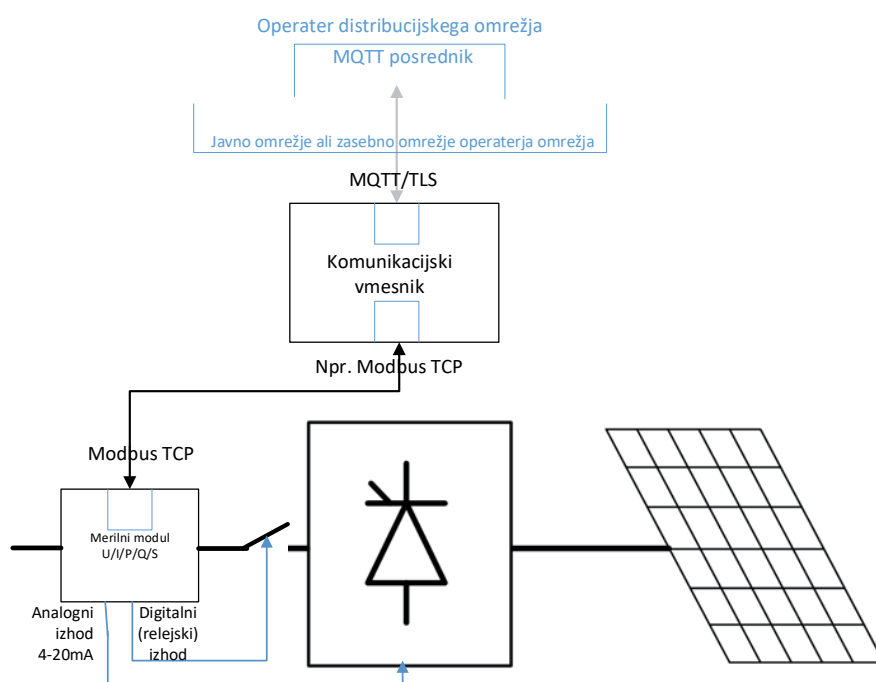 Operater distribucijskega omrežja
MQTT posrednik
Javno omrežje ali zasebno omrežje operaterja omrežja
MQTT/TLS
Komunikacijski
vmesnik
Npr. Modbus TCP
Modbus TCP
Merilni modul
U/I/P/Q/S
Analogni
izhod
4-20mA
Digitalni
(relejski)
izhod